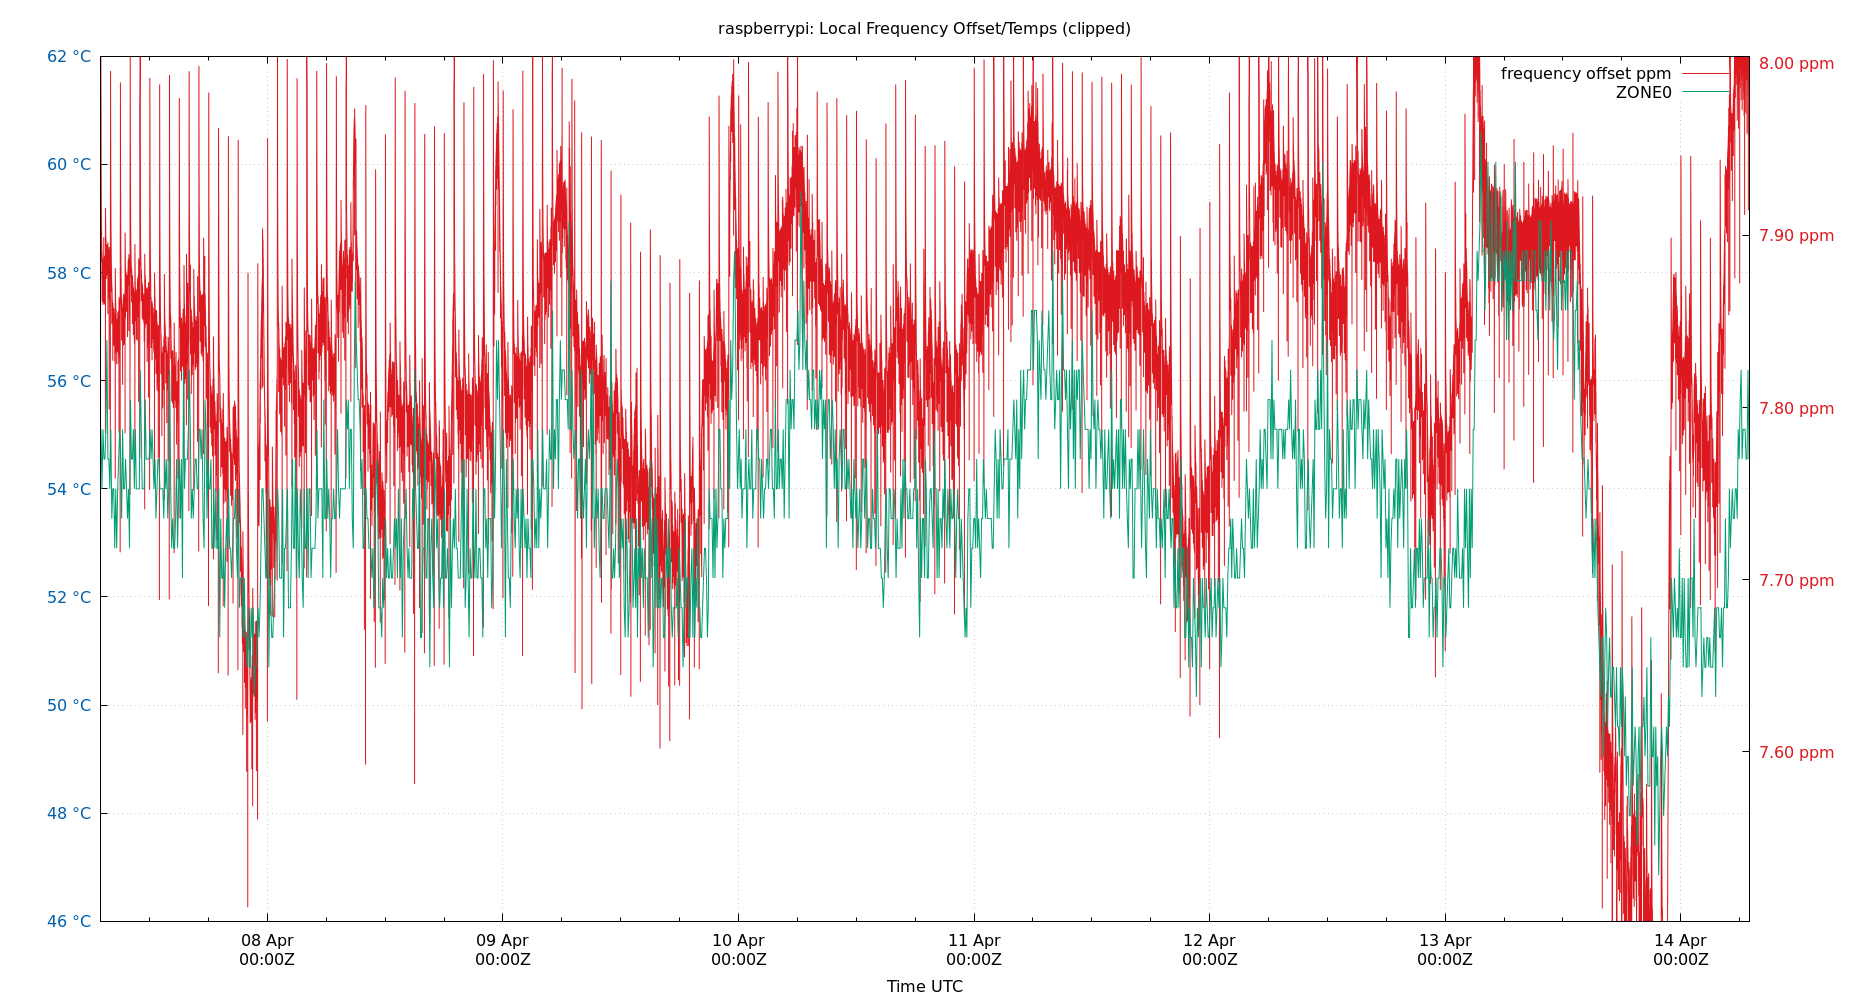 raspberrypi: Local Frequency Offset/Temps (clipped)
62 °C
60 °C
58 °C
56 °C
54 °C
52 °C
50 °C
48 °C
46 °C
8.00 ppm
7.90 ppm
7.80 ppm
7.70 ppm
7.60 ppm
frequency offset ppm
ZONE0
08 Apr
00:00Z
09 Apr
00:00Z
10 Apr
00:00Z
11 Apr
00:00Z
12 Apr
00:00Z
13 Apr
00:00Z
14 Apr
00:00Z
Time UTC